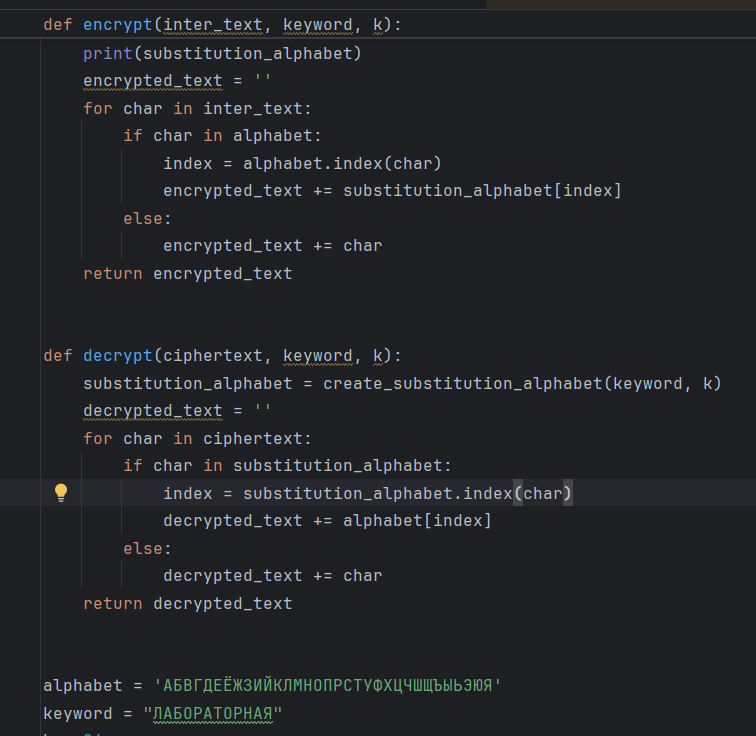 def encrypt(inter_text, keyword, k):
    print(substitution_alphabet)
    encrypted_text = ''
    for char in inter_text:
        if char in alphabet:
            index = alphabet.index(char)
            encrypted_text += substitution_alphabet[index]
        else:
            encrypted_text += char
    return encrypted_text
def decrypt(ciphertext, keyword, k):
    substitution_alphabet = create_substitution_alphabet(keyword, k)
    decrypted_text = ''
    for char in ciphertext:
        if char in substitution_alphabet:
            index = substitution_alphabet.index(char)
            decrypted_text += alphabet[index]
        else:
            decrypted_text += char
    return decrypted_text
alphabet = 'АБВГДЕЁЖЗИЙКЛМНОПРСТУФХЦЧШЩЪЫЬЭЮЯ'
keyword = "ЛАБОРАТОРНАЯ"